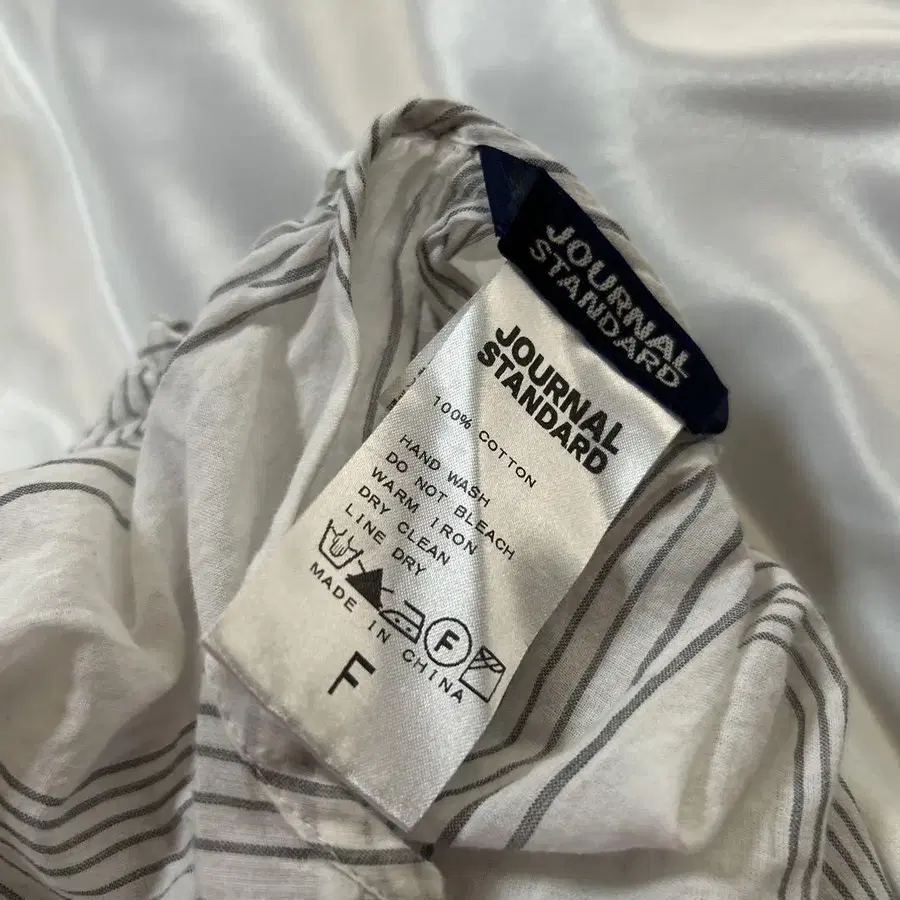 JOURNAL
STANDARD
JOURNAL
STANDARD
100% COTTON
HAND WASH
DO NOT BLEACH
WARM IRON
DRY CLEAN
LINE DRY
F
MADE IN CHINA
F